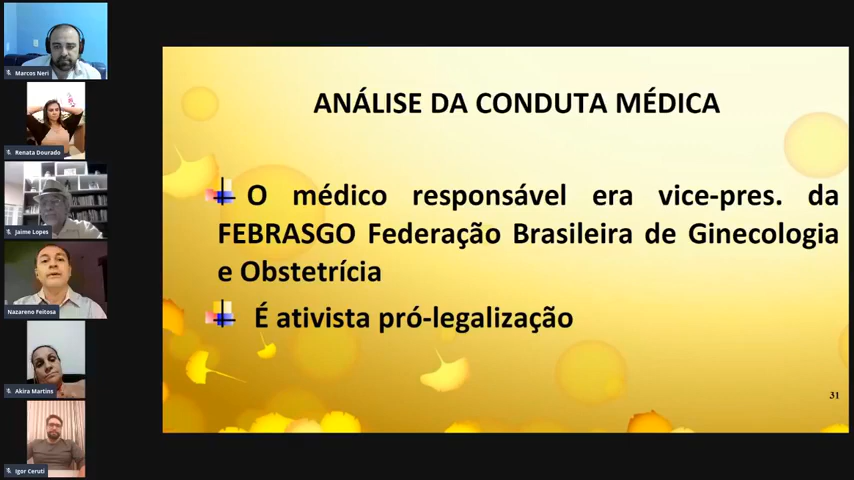 Marcos Neri
Renata Dourado
Jaime Lopes
Nazareno Feitosa
Akira Martins
Igor Ceruti
ANÁLISE DA CONDUTA MÉDICA
O médico responsável era vice-pres. da
FEBRASGO Federação Brasileira de Ginecologia
e Obstetrícia
É ativista pró-legalização
31